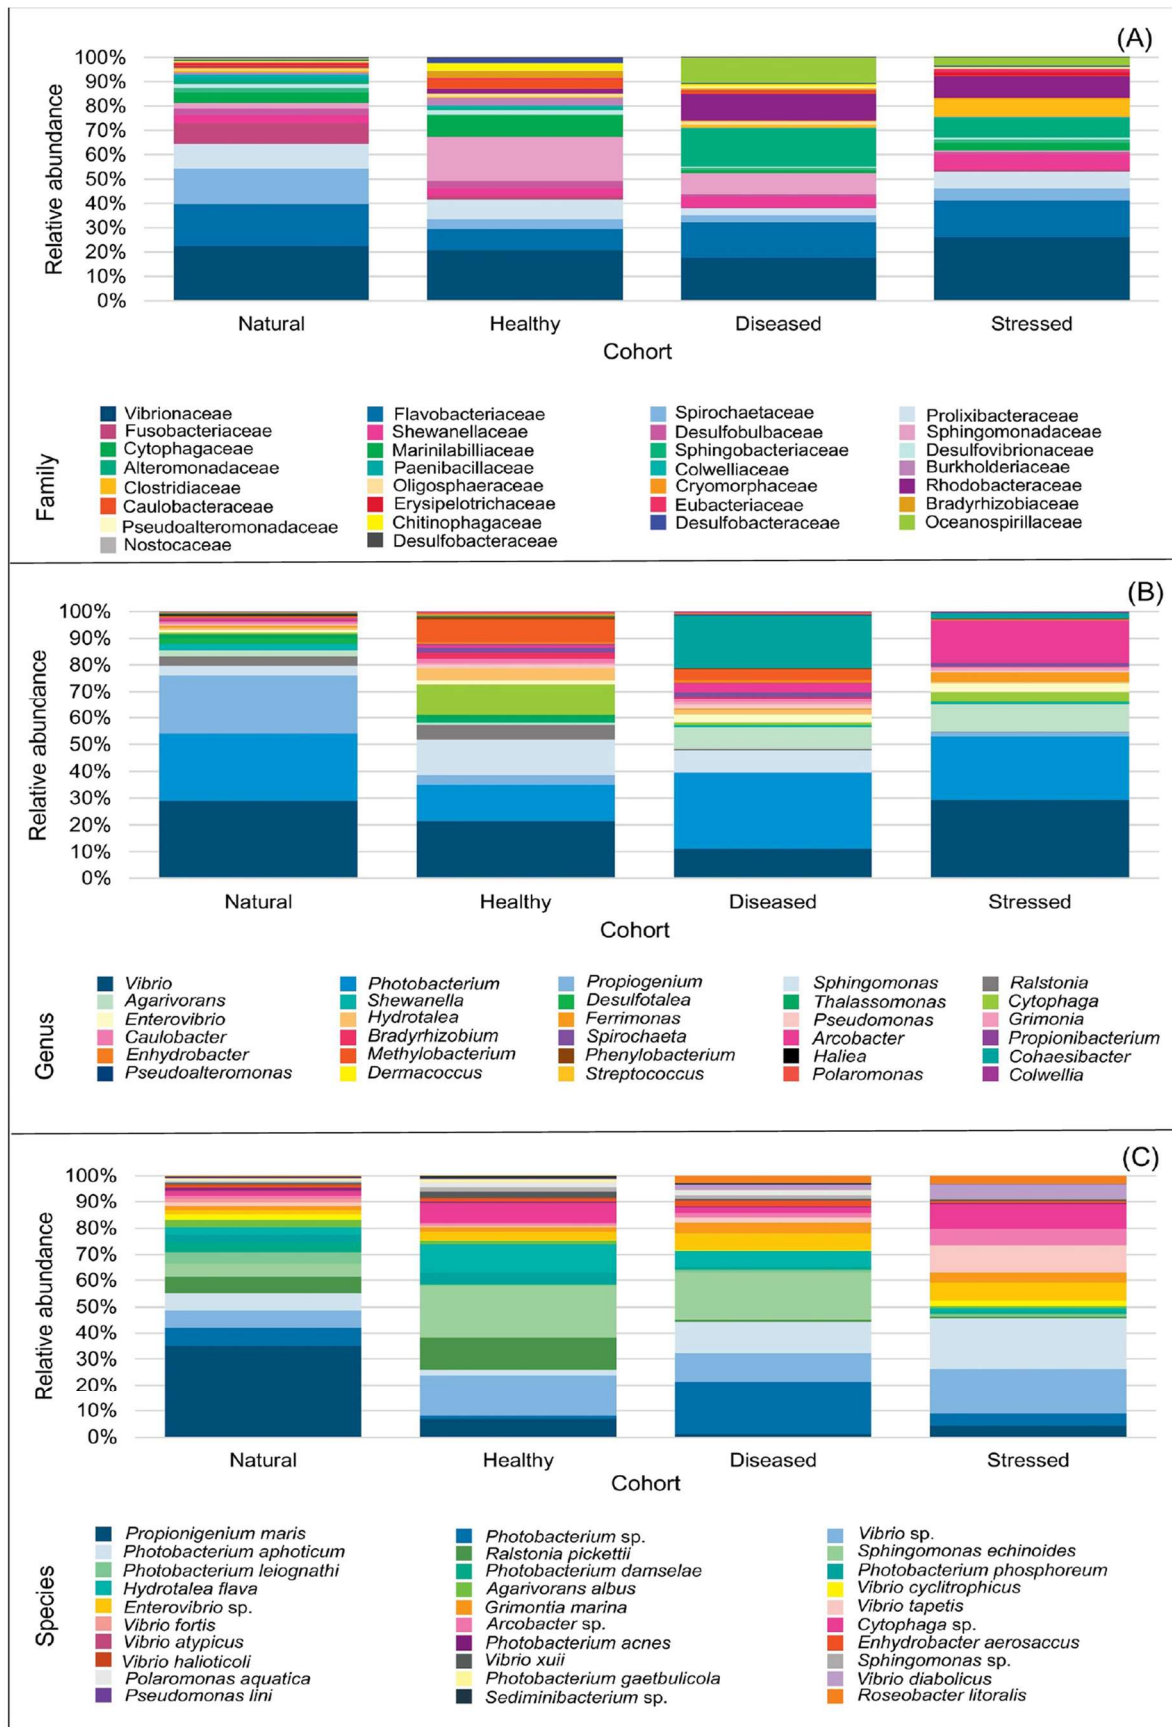 (A)
100%
90%
80%
70%
60%
50%
40%
30%
20%
10%
0%
Relative abundance
Natural Healthy Diseased Stressed
Cohort
Family
Vibrionaceae Flavobacteriaceae Spirochaetaceae Prolixibacteraceae
Fusobacteriaceae Shewanellaceae Desulfobulbaceae Sphingomonadaceae
Cytophagaceae Marinilabilliaceae Sphingobacteriaceae Desulfovibrionaceae
Alteromonadaceae Paenibacillaceae Colwelliaceae Burkholderiaceae
Clostridiaceae Oligosphaeraceae Cryomorphaceae Rhodobacteraceae
Caulobacteraceae Erysipelotrichaceae Eubacteriaceae Bradyrhizobiaceae
Pseudoalteromonadaceae Chitinophagaceae Desulfobacteraceae Oceanospirillaceae
Nostocaceae Desulfobacteraceae
(B)
100%
90%
80%
70%
60%
50%
40%
30%
20%
10%
0%
Relative abundance
Natural Healthy Diseased Stressed
Cohort
Genus
Vibrio Photobacterium Propiogenium Sphingomonas Ralstonia
Agarivorans Shewanella Desulfotalea Thalassomonas Cytophaga
Enterovibrio Hydrotalea Ferrimonas Pseudomonas Grimonia
Caulobacter Bradyrhizobium Spirochaeta Arcobacter Propionibacterium
Enhydrobacter Methylobacterium Phenylobacterium Haliea Cohaesibacter
Pseudoalteromonas Dermacoccus Streptococcus Polaromonas Colwellia
(C)
100%
90%
80%
70%
60%
50%
40%
30%
20%
10%
0%
Relative abundance
Natural Healthy Diseased Stressed
Cohort
Species
Propionigenium maris Photobacterium sp. Vibrio sp.
Photobacterium aphoticum Ralstonia pickettii Sphingomonas echinoides
Photobacterium leiognathi Photobacterium damselae Photobacterium phosphoreum
Hydrotalea flava Agarivorans albus Vibrio cyclitrophicus
Enterovibrio sp. Grimontia marina Vibrio tapetis
Vibrio fortis Arcobacter sp. Cytophaga sp.
Vibrio atypicus Photobacterium acnes Enhydrobacter aerosaccus
Vibrio halioticoli Vibrio xuii Sphingomonas sp.
Polaromonas aquatica Photobacterium gaetbulicola Vibrio diabolicus
Pseudomonas lini Sediminibacterium sp. Roseobacter litoralis